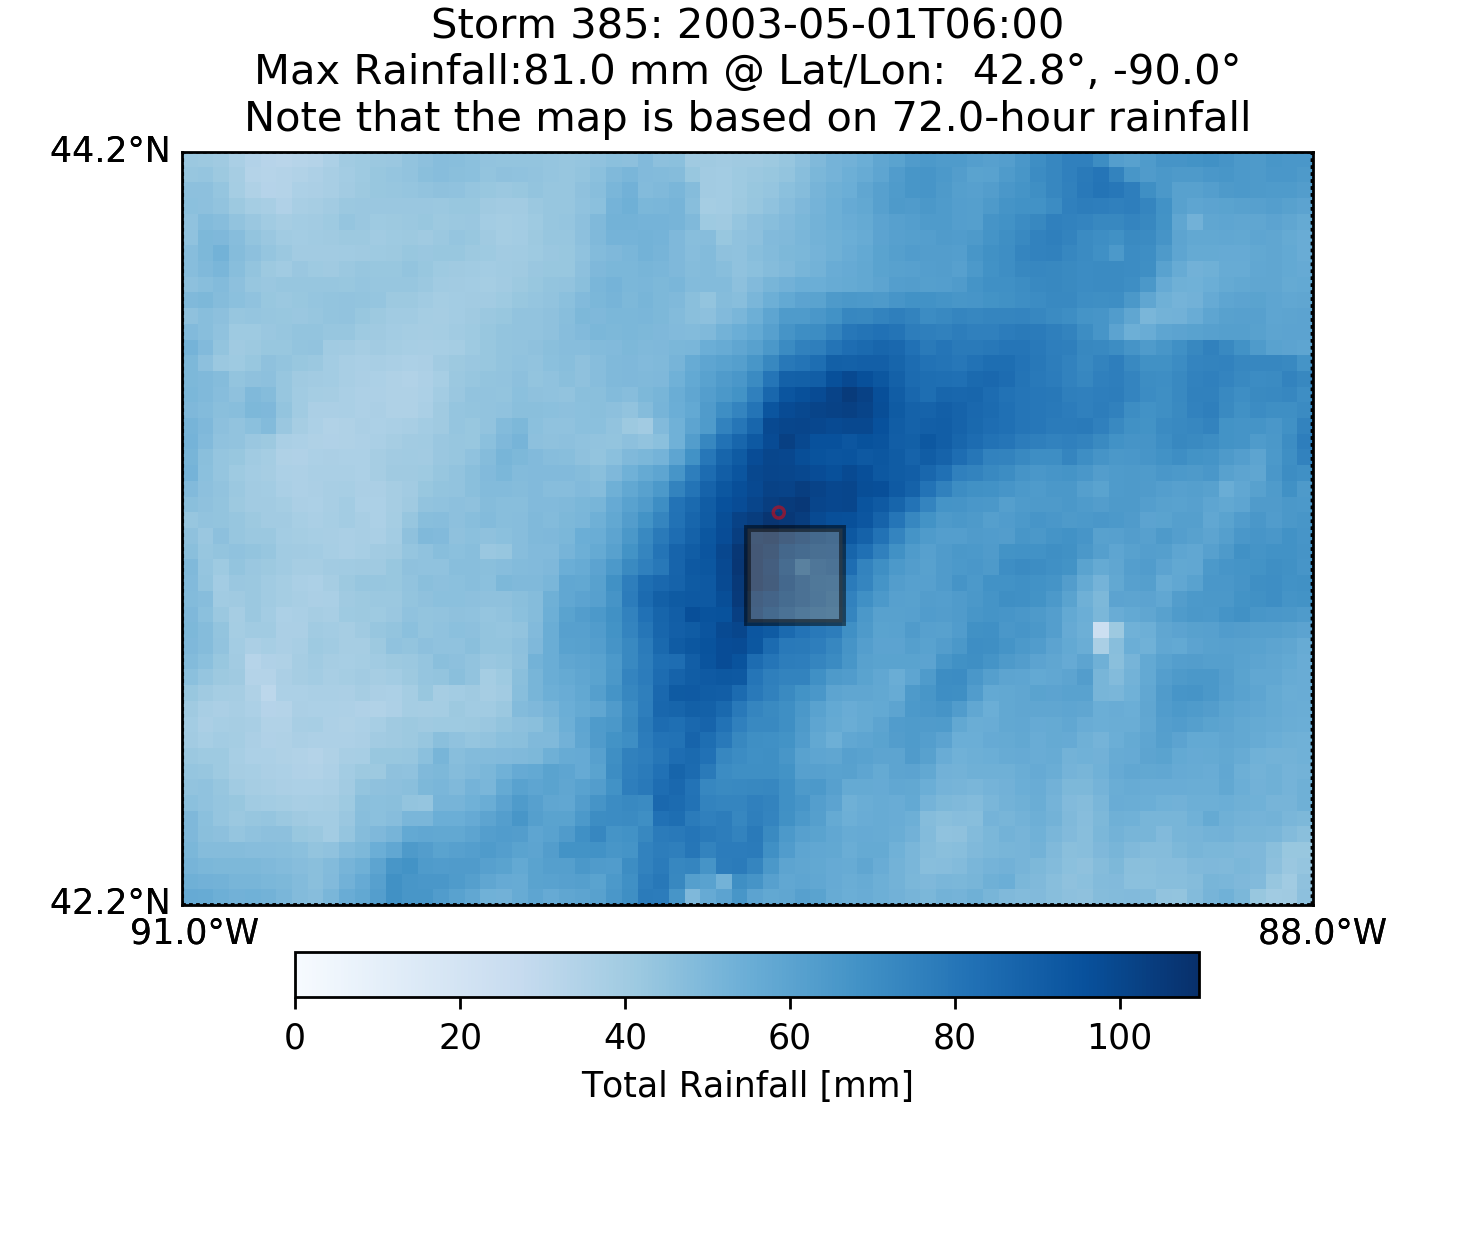 Storm 385: 2003-05-01T06:00
Max Rainfall:81.0 mm @ Lat/Lon:  42.8°, -90.0°
Note that the map is based on 72.0-hour rainfall
44.2°N
42.2°N
91.0°W 88.0°W
0 20 40 60 80 100
Total Rainfall [mm]